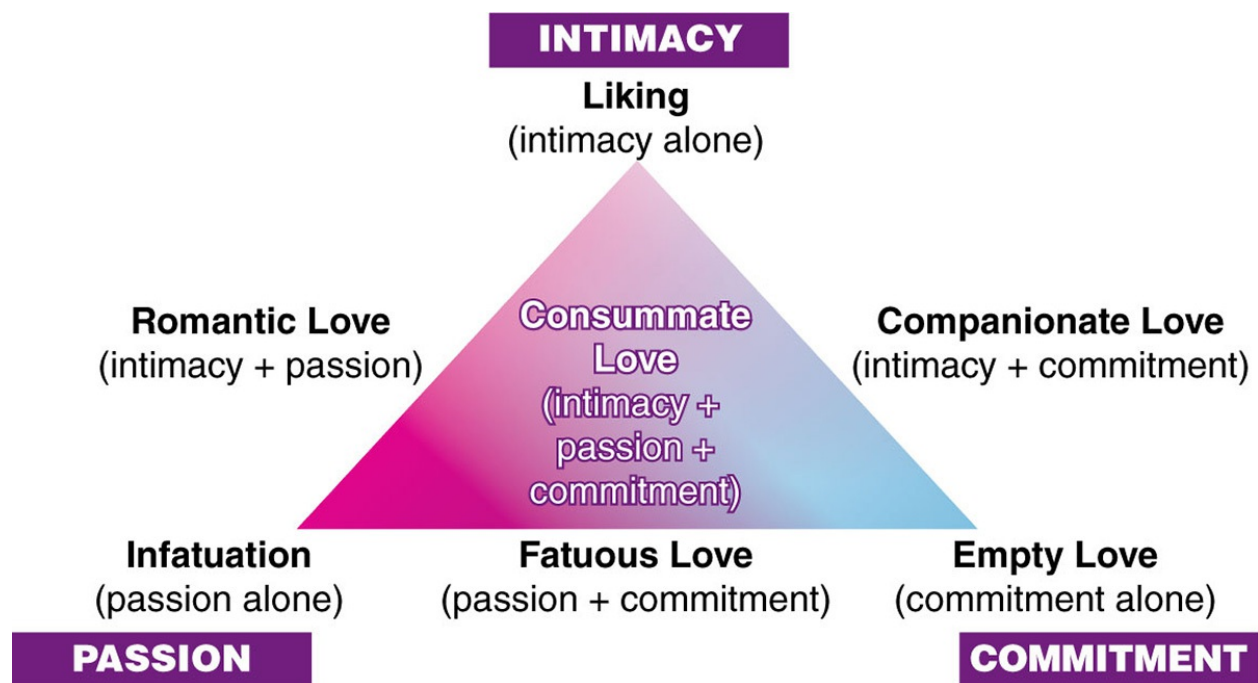 INTIMACY
Liking
(intimacy alone)
Romantic Love
(intimacy + passion)
Consummate
Love
(intimacy +
passion +
commitment)
Companionate Love
(intimacy + commitment)
Infatuation
(passion alone)
Fatuous Love
(passion + commitment)
Empty Love
(commitment alone)
PASSION
COMMITMENT